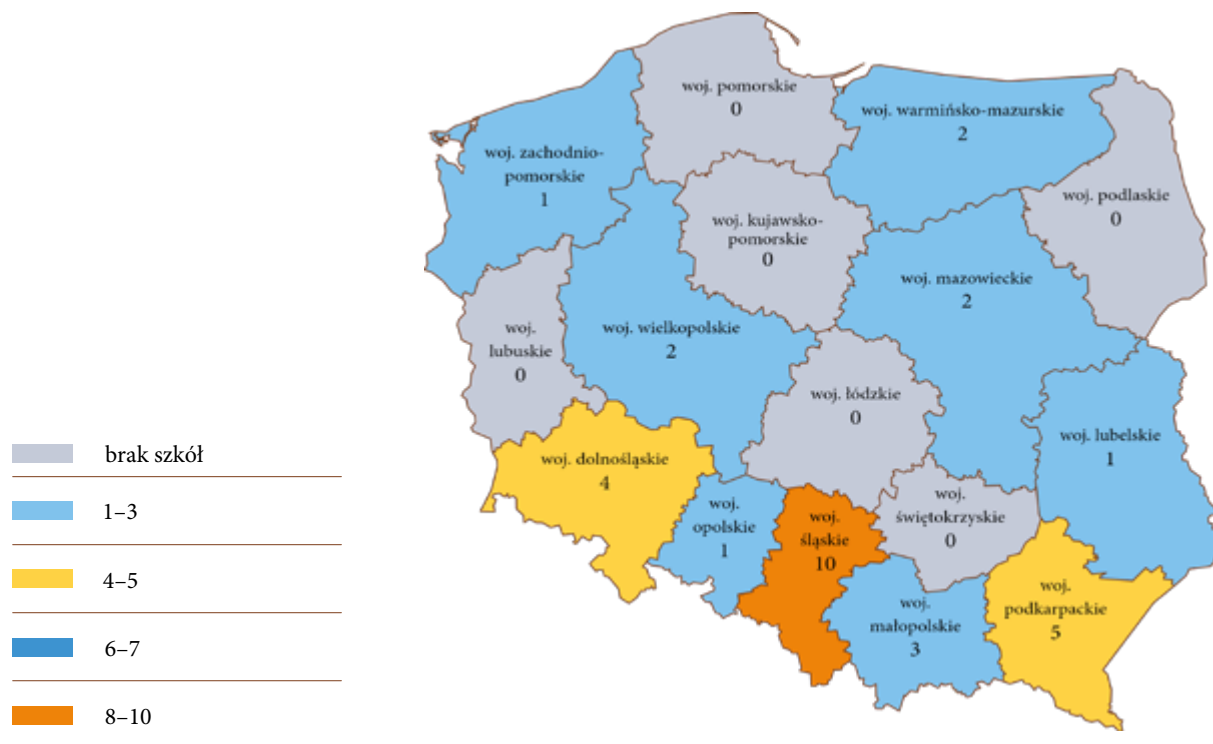 woj. pomorskie
0
woj. warmińsko-mazurskie
2
woj. zachodnio-
pomorskie
1
woj. podlaskie
0
woj. kujawsko-
pomorskie
0
woj. mazowieckie
2
woj. wielkopolskie
2
woj.
lubuskie
0
woj. łódzkie
0
woj. lubelskie
1
woj. dolnośląskie
4
woj.
opolskie
1
woj.
śląskie
10
woj.
świętokrzyskie
0
woj.
małopolskie
3
woj.
podkarpackie
5
brak szkół
1–3
4–5
6–7
8–10